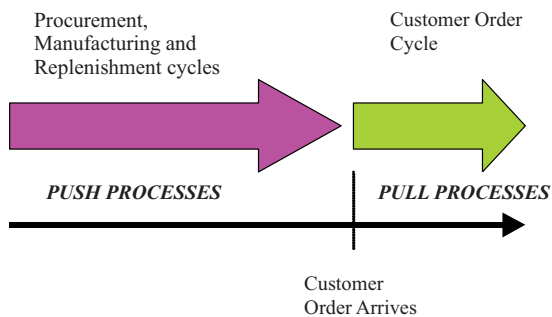 Procurement,
Manufacturing and
Replenishment cycles
Customer Order
Cycle
PUSH PROCESSES
PULL PROCESSES
Customer
Order Arrives